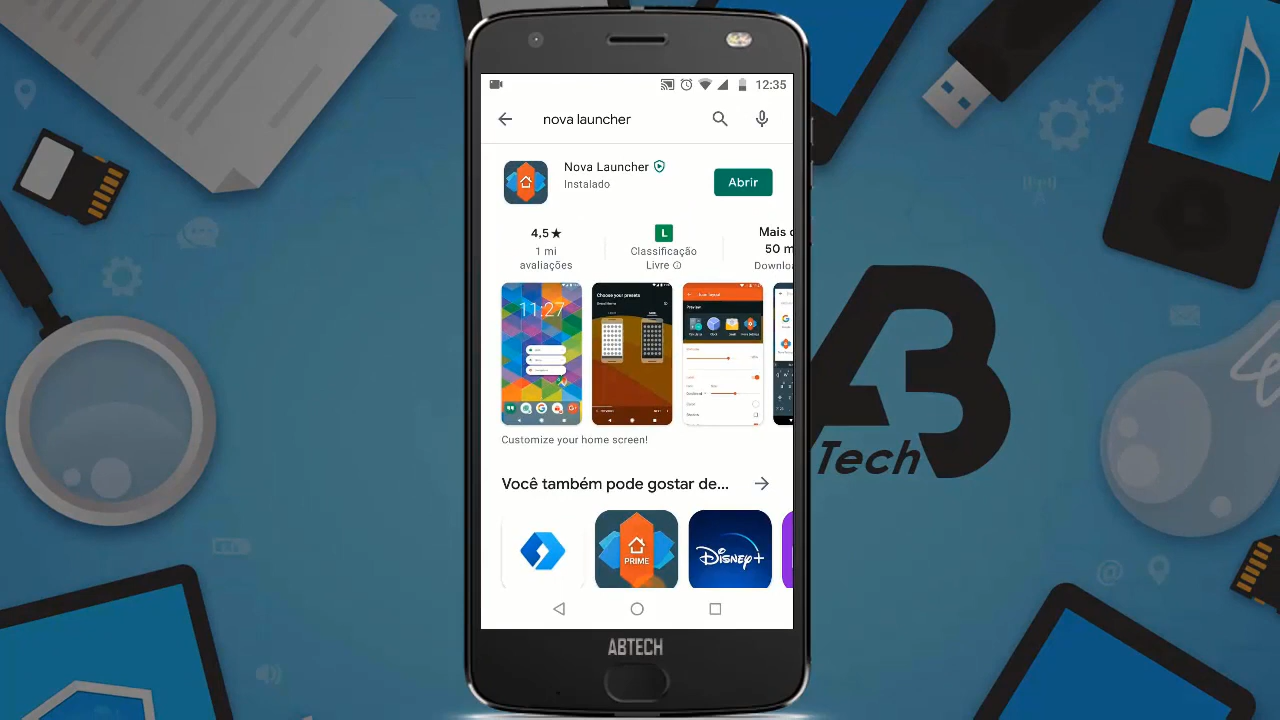 12:35
nova launcher
Nova Launcher
Instalado
Abrir
4,5★
1 mi
avaliações
L
Classificação
Livre
Mais
50 m
11:27
Choose your presets
Customize your home screen!
Você também pode gostar de...
PRIME
Disney+
ABTECH
AB
Tech